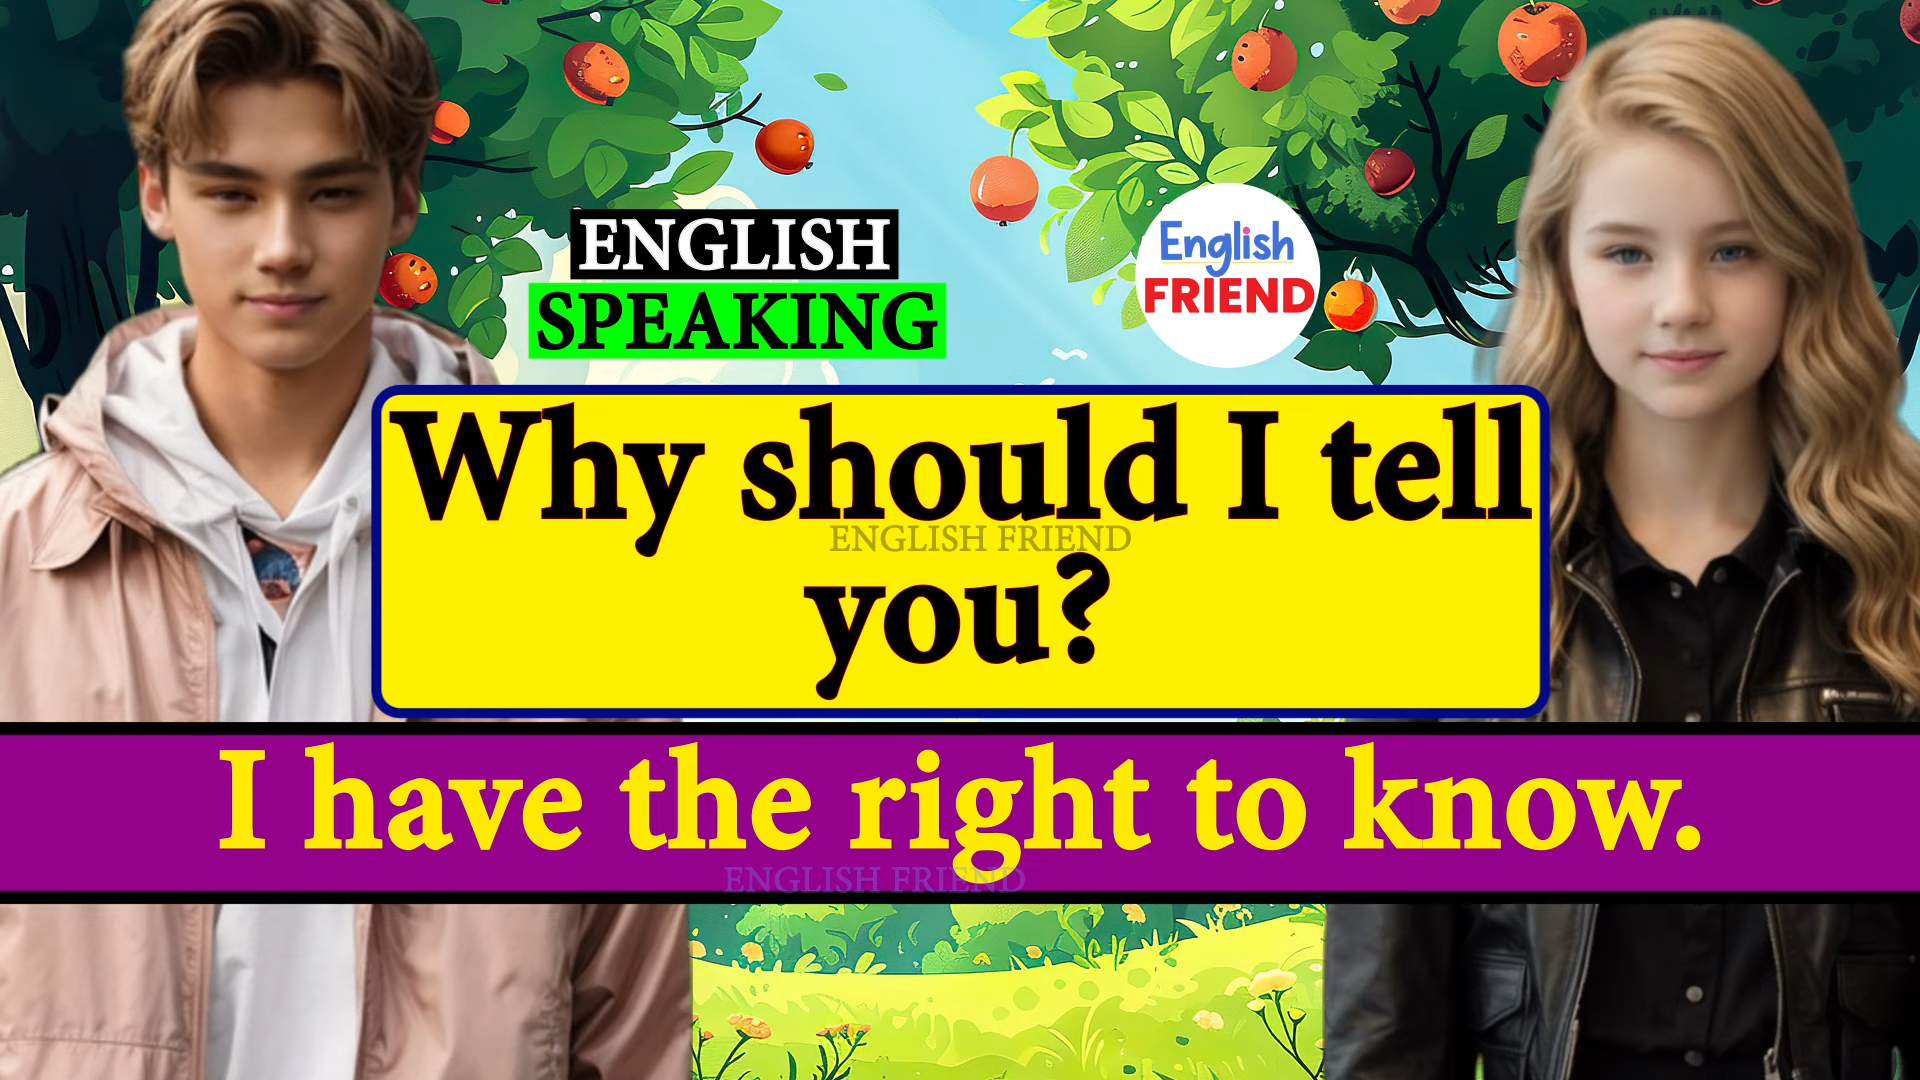 ENGLISH
SPEAKING
English
FRIEND
Why should I tell
ENGLISH FRIEND
you?
I have the right to know.
ENGLISH FRIEND